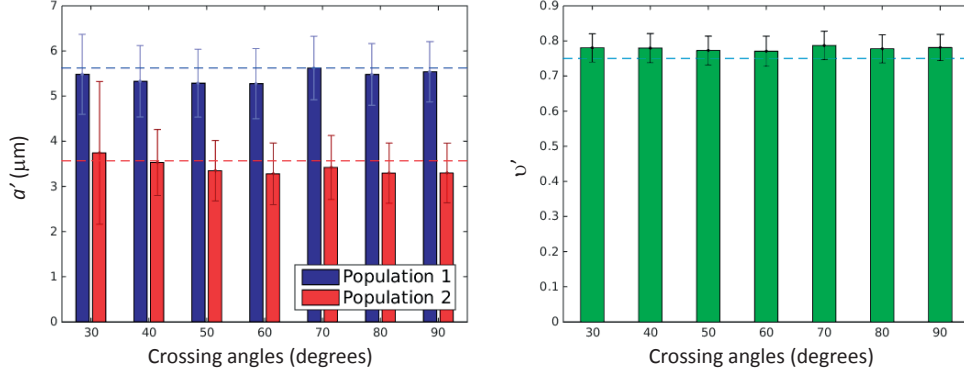 7
6
5
4
3
2
1
0
a' (μm)
Population 1
Population 2
30 40 50 60 70 80 90
Crossing angles (degrees)
0.9
0.8
0.7
0.6
0.5
0.4
0.3
0.2
0.1
0
υ'
30 40 50 60 70 80 90
Crossing angles (degrees)